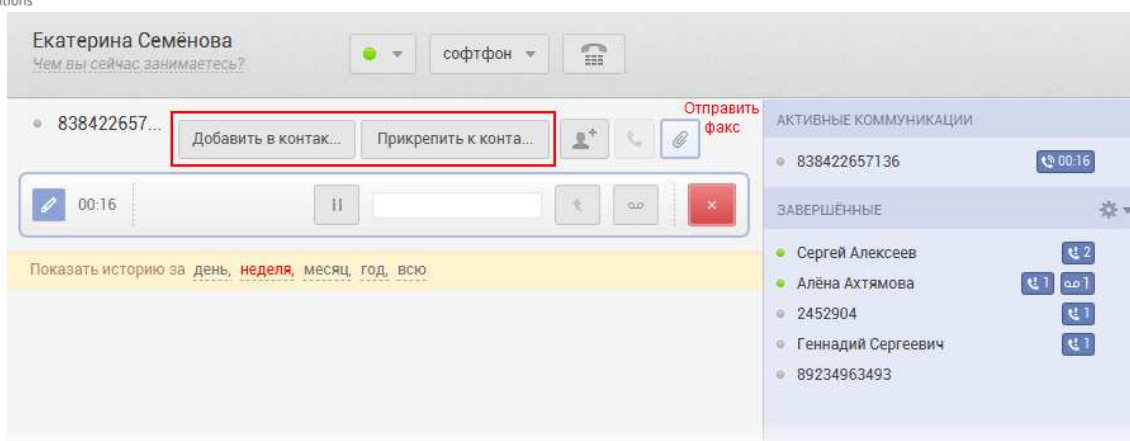 Екатерина Семёнова
Чем вы сейчас занимаетесь?
софтфон
838422657...
Добавить в контак...
Прикрепить к конта...
Отправить
факс
00:16
Показать историю за день, неделя, месяц, год, всю
АКТИВНЫЕ КОММУНИКАЦИИ
838422657136 00:16
ЗАВЕРШЁННЫЕ
Сергей Алексеев 2
Алёна Ахтямова 1 1
2452904 1
Геннадий Сергеевич 1
89234963493